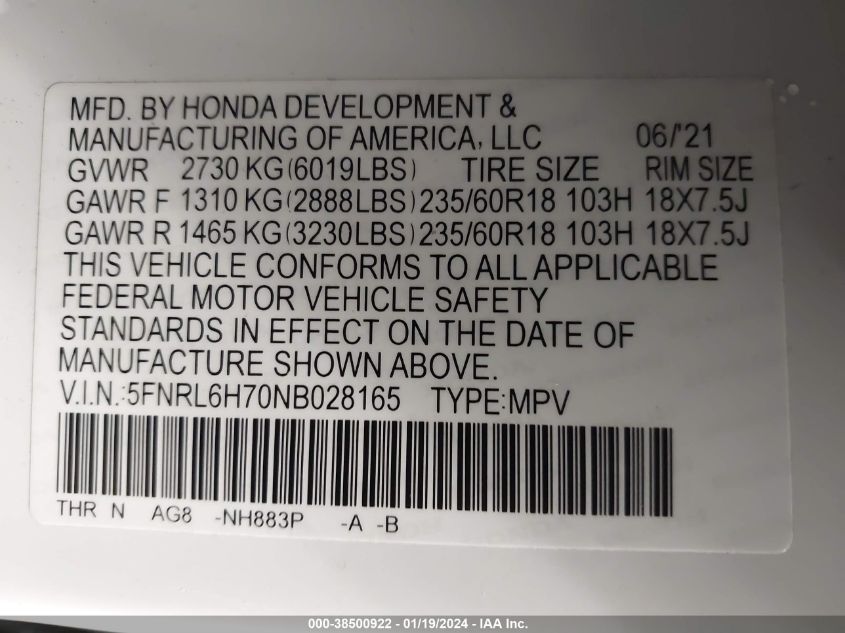 MFD. BY HONDA DEVELOPMENT &
MANUFACTURING OF AMERICA, LLC 06/'21
GVWR 2730 KG(6019LBS) TIRE SIZE RIM SIZE
GAWR F 1310 KG(2888LBS)235/60R18 103H 18X7.5J
GAWR R 1465 KG(3230LBS)235/60R18 103H 18X7.5J
THIS VEHICLE CONFORMS TO ALL APPLICABLE
FEDERAL MOTOR VEHICLE SAFETY
STANDARDS IN EFFECT ON THE DATE OF
MANUFACTURE SHOWN ABOVE.
V.I.N.:5FNRL6H70NB028165 TYPE:MPV
THR N AG8 -NH883P -A -B
000-38500922 - 01/19/2024 - IAA Inc.